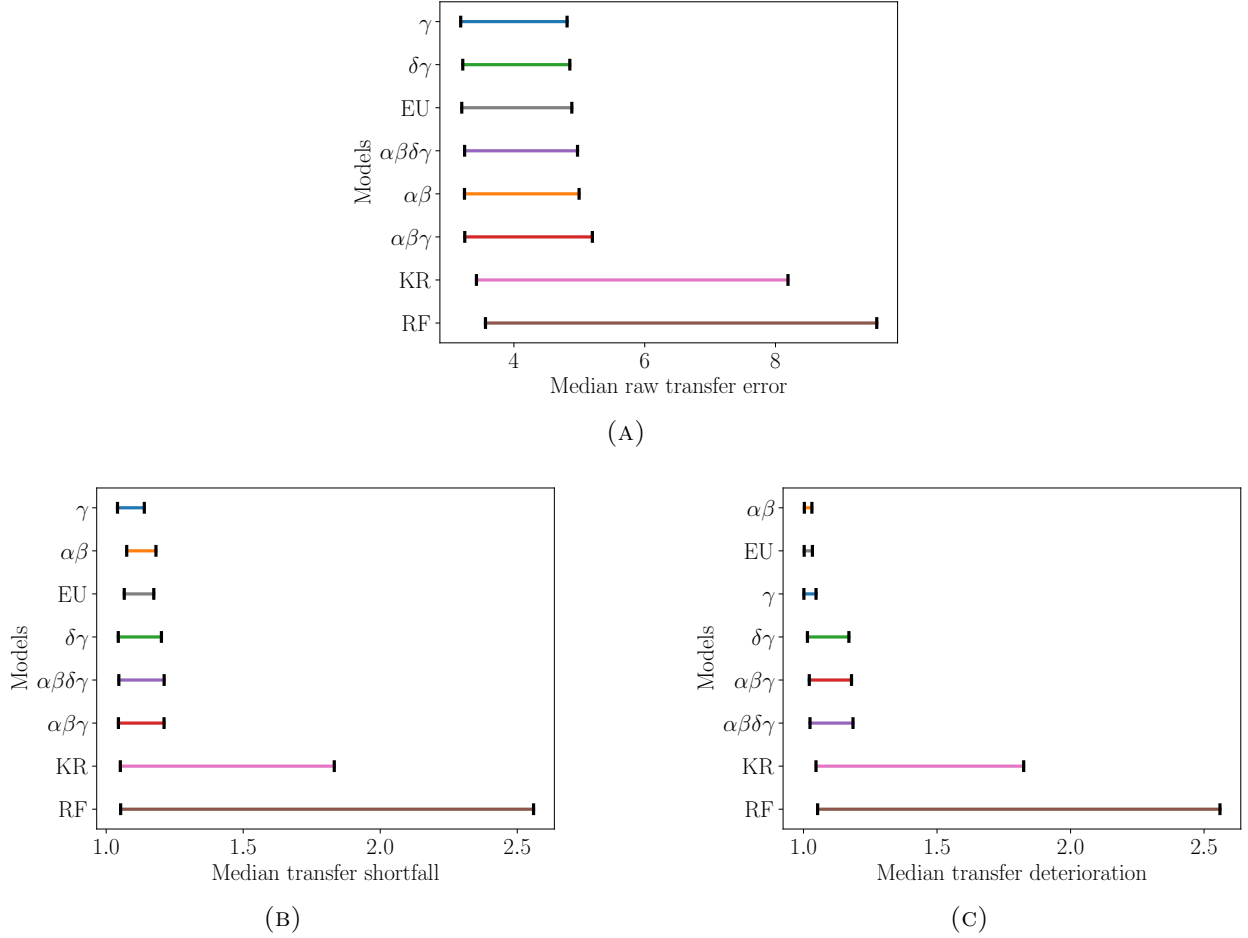 γ
δγ
EU
αβδγ
αβ
αβγ
KR
RF
Models
4 6 8
Median raw transfer error
(A)
γ
αβ
EU
δγ
αβδγ
αβγ
KR
RF
Models
1.0 1.5 2.0 2.5
Median transfer shortfall
(B)
αβ
EU
γ
δγ
αβγ
αβδγ
KR
RF
Models
1.0 1.5 2.0 2.5
Median transfer deterioration
(C)